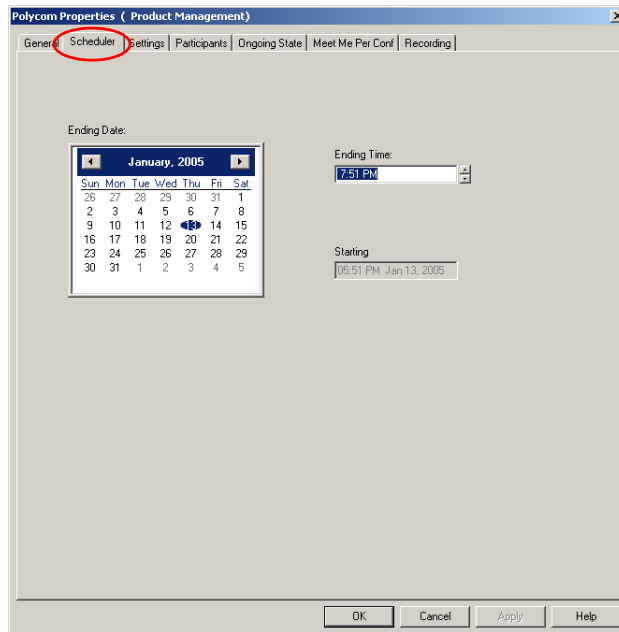 Polycom Properties ( Product Management)
General Scheduler Settings Participants Ongoing State Meet Me Per Conf Recording
Ending Date:
January, 2005
Sun Mon Tue Wed Thu Fri Sat
26 27 28 29 30 31 1
2 3 4 5 6 7 8
9 10 11 12 13 14 15
16 17 18 19 20 21 22
23 24 25 26 27 28 29
30 31 1 2 3 4 5
Ending Time:
7:51 PM
Starting
05:51 PM Jan 13, 2005
OK Cancel Apply Help